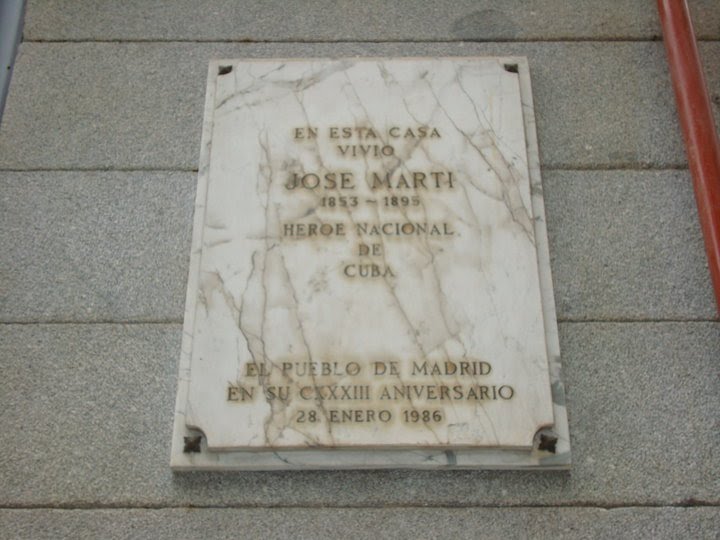 EN ESTA CASA
VIVIO
JOSE MARTI
1853 ~ 1895
HEROE NACIONAL
DE
CUBA
EL PUEBLO DE MADRID
EN SU CXXXIII ANIVERSARIO
28 ENERO 1986